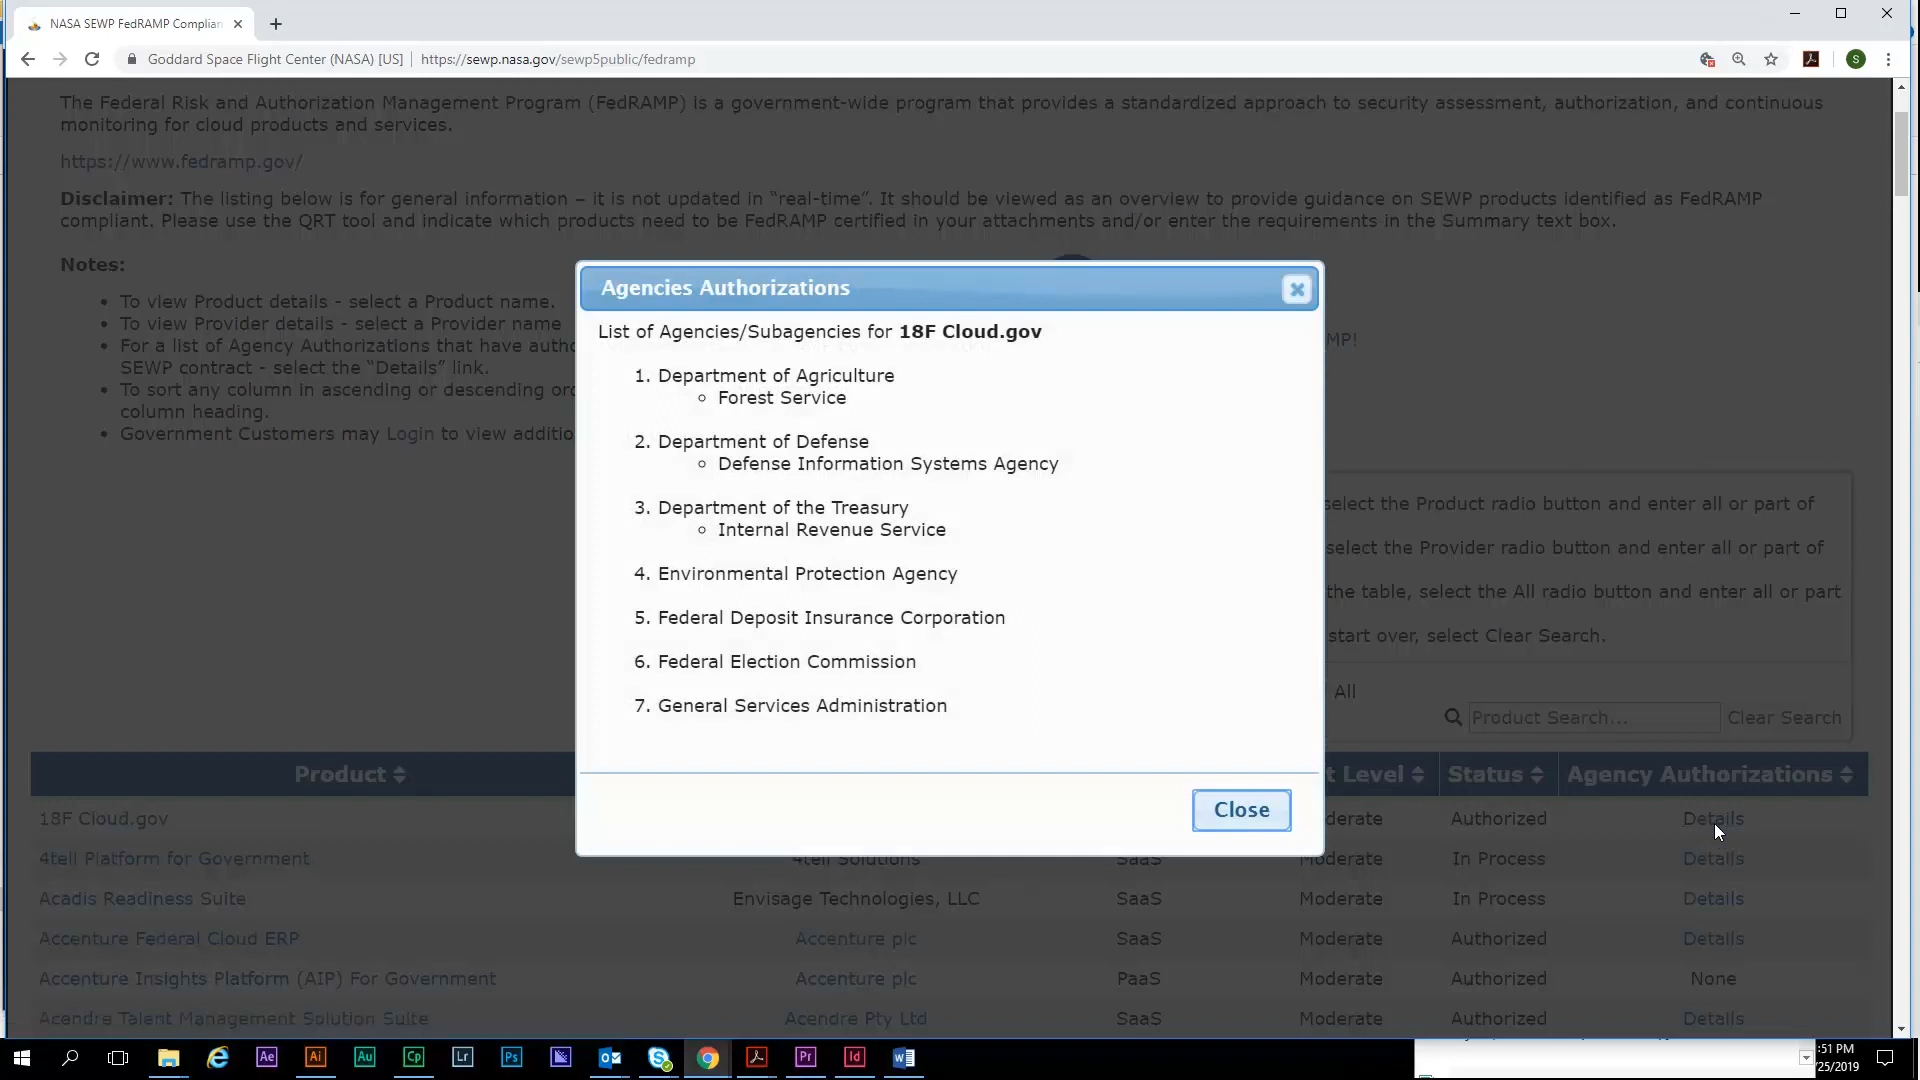 NASA SEWP FedRAMP Complian
Goddard Space Flight Center (NASA) [US] https://sewp.nasa.gov/sewp5public/fedramp
S
The Federal Risk and Authorization Management Program (FedRAMP) is a government-wide program that provides a standardized approach to security assessment, authorization, and continuous
monitoring for cloud products and services.
https://www.fedramp.gov/
Disclaimer: The listing below is for general information – it is not updated in “real-time”. It should be viewed as an overview to provide guidance on SEWP products identified as FedRAMP
compliant. Please use the QRT tool and indicate which products need to be FedRAMP certified in your attachments and/or enter the requirements in the Summary text box.
Notes:
• To view Product details - select a Product name.
• To view Provider details - select a Provider name
• For a list of Agency Authorizations that have auth
SEWP contract - select the “Details” link.
• To sort any column in ascending or descending or
column heading.
• Government Customers may Login to view additio
MP!
Agencies Authorizations
List of Agencies/Subagencies for 18F Cloud.gov
1. Department of Agriculture
Forest Service
2. Department of Defense
Defense Information Systems Agency
3. Department of the Treasury
Internal Revenue Service
4. Environmental Protection Agency
5. Federal Deposit Insurance Corporation
6. Federal Election Commission
7. General Services Administration
Close
select the Product radio button and enter all or part of
select the Provider radio button and enter all or part of
the table, select the All radio button and enter all or part
start over, select Clear Search.
All
Product Search... Clear Search
Product t Level Status Agency Authorizations
18F Cloud.gov derate Authorized Details
4tell Platform for Government 4tell Solutions SaaS Moderate In Process Details
Acadis Readiness Suite Envisage Technologies, LLC SaaS Moderate In Process Details
Accenture Federal Cloud ERP Accenture plc SaaS Moderate Authorized Details
Accenture Insights Platform (AIP) For Government Accenture plc PaaS Moderate Authorized None
Acendre Talent Management Solution Suite Acendre Pty Ltd SaaS Moderate Authorized Details
Ae Ai Au Cp Lr Ps Pr Id
:51 PM
/25/2019